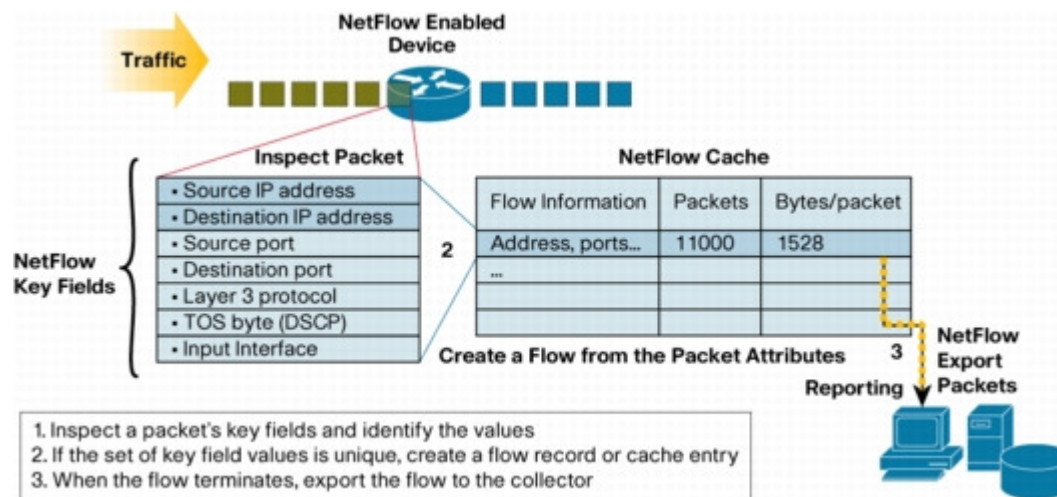 NetFlow Enabled
Device
Traffic
Inspect Packet
NetFlow Cache
NetFlow
Key Fields
• Source IP address
• Destination IP address
• Source port
• Destination port
• Layer 3 protocol
• TOS byte (DSCP)
• Input Interface
2
Flow Information Packets Bytes/packet
Address, ports... 11000 1528
...
Create a Flow from the Packet Attributes
3
NetFlow
Export
Packets
Reporting
1. Inspect a packet's key fields and identify the values
2. If the set of key field values is unique, create a flow record or cache entry
3. When the flow terminates, export the flow to the collector